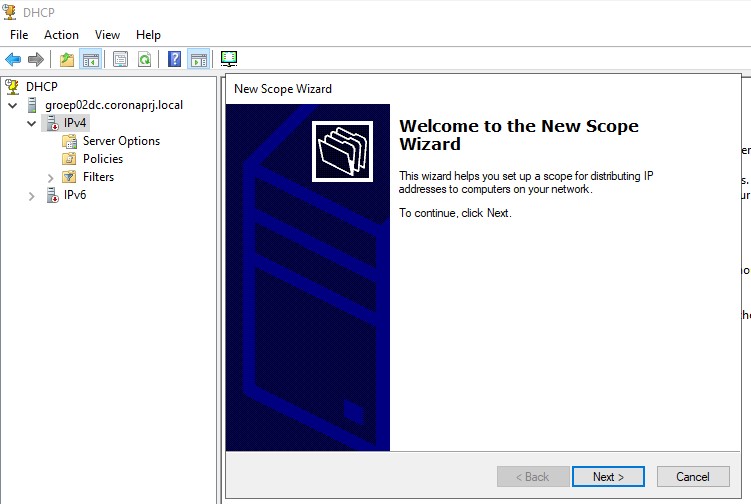 DHCP
File Action View Help
DHCP
groep02dc.coronaprj.local
IPv4
Server Options
Policies
Filters
IPv6
New Scope Wizard
Welcome to the New Scope
Wizard
This wizard helps you set up a scope for distributing IP
addresses to computers on your network.
To continue, click Next.
< Back Next > Cancel